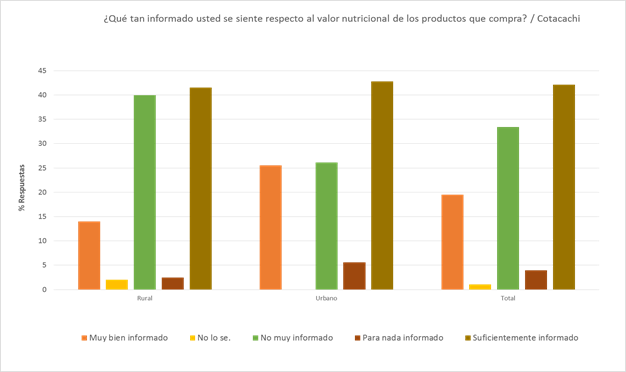 ¿Qué tan informado usted se siente respecto al valor nutricional de los productos que compra? / Cotacachi
45
40
35
30
25
20
15
10
5
0
% Respuestas
Rural Urbano Total
Muy bien informado No lo se. No muy informado Para nada informado Suficientemente informado